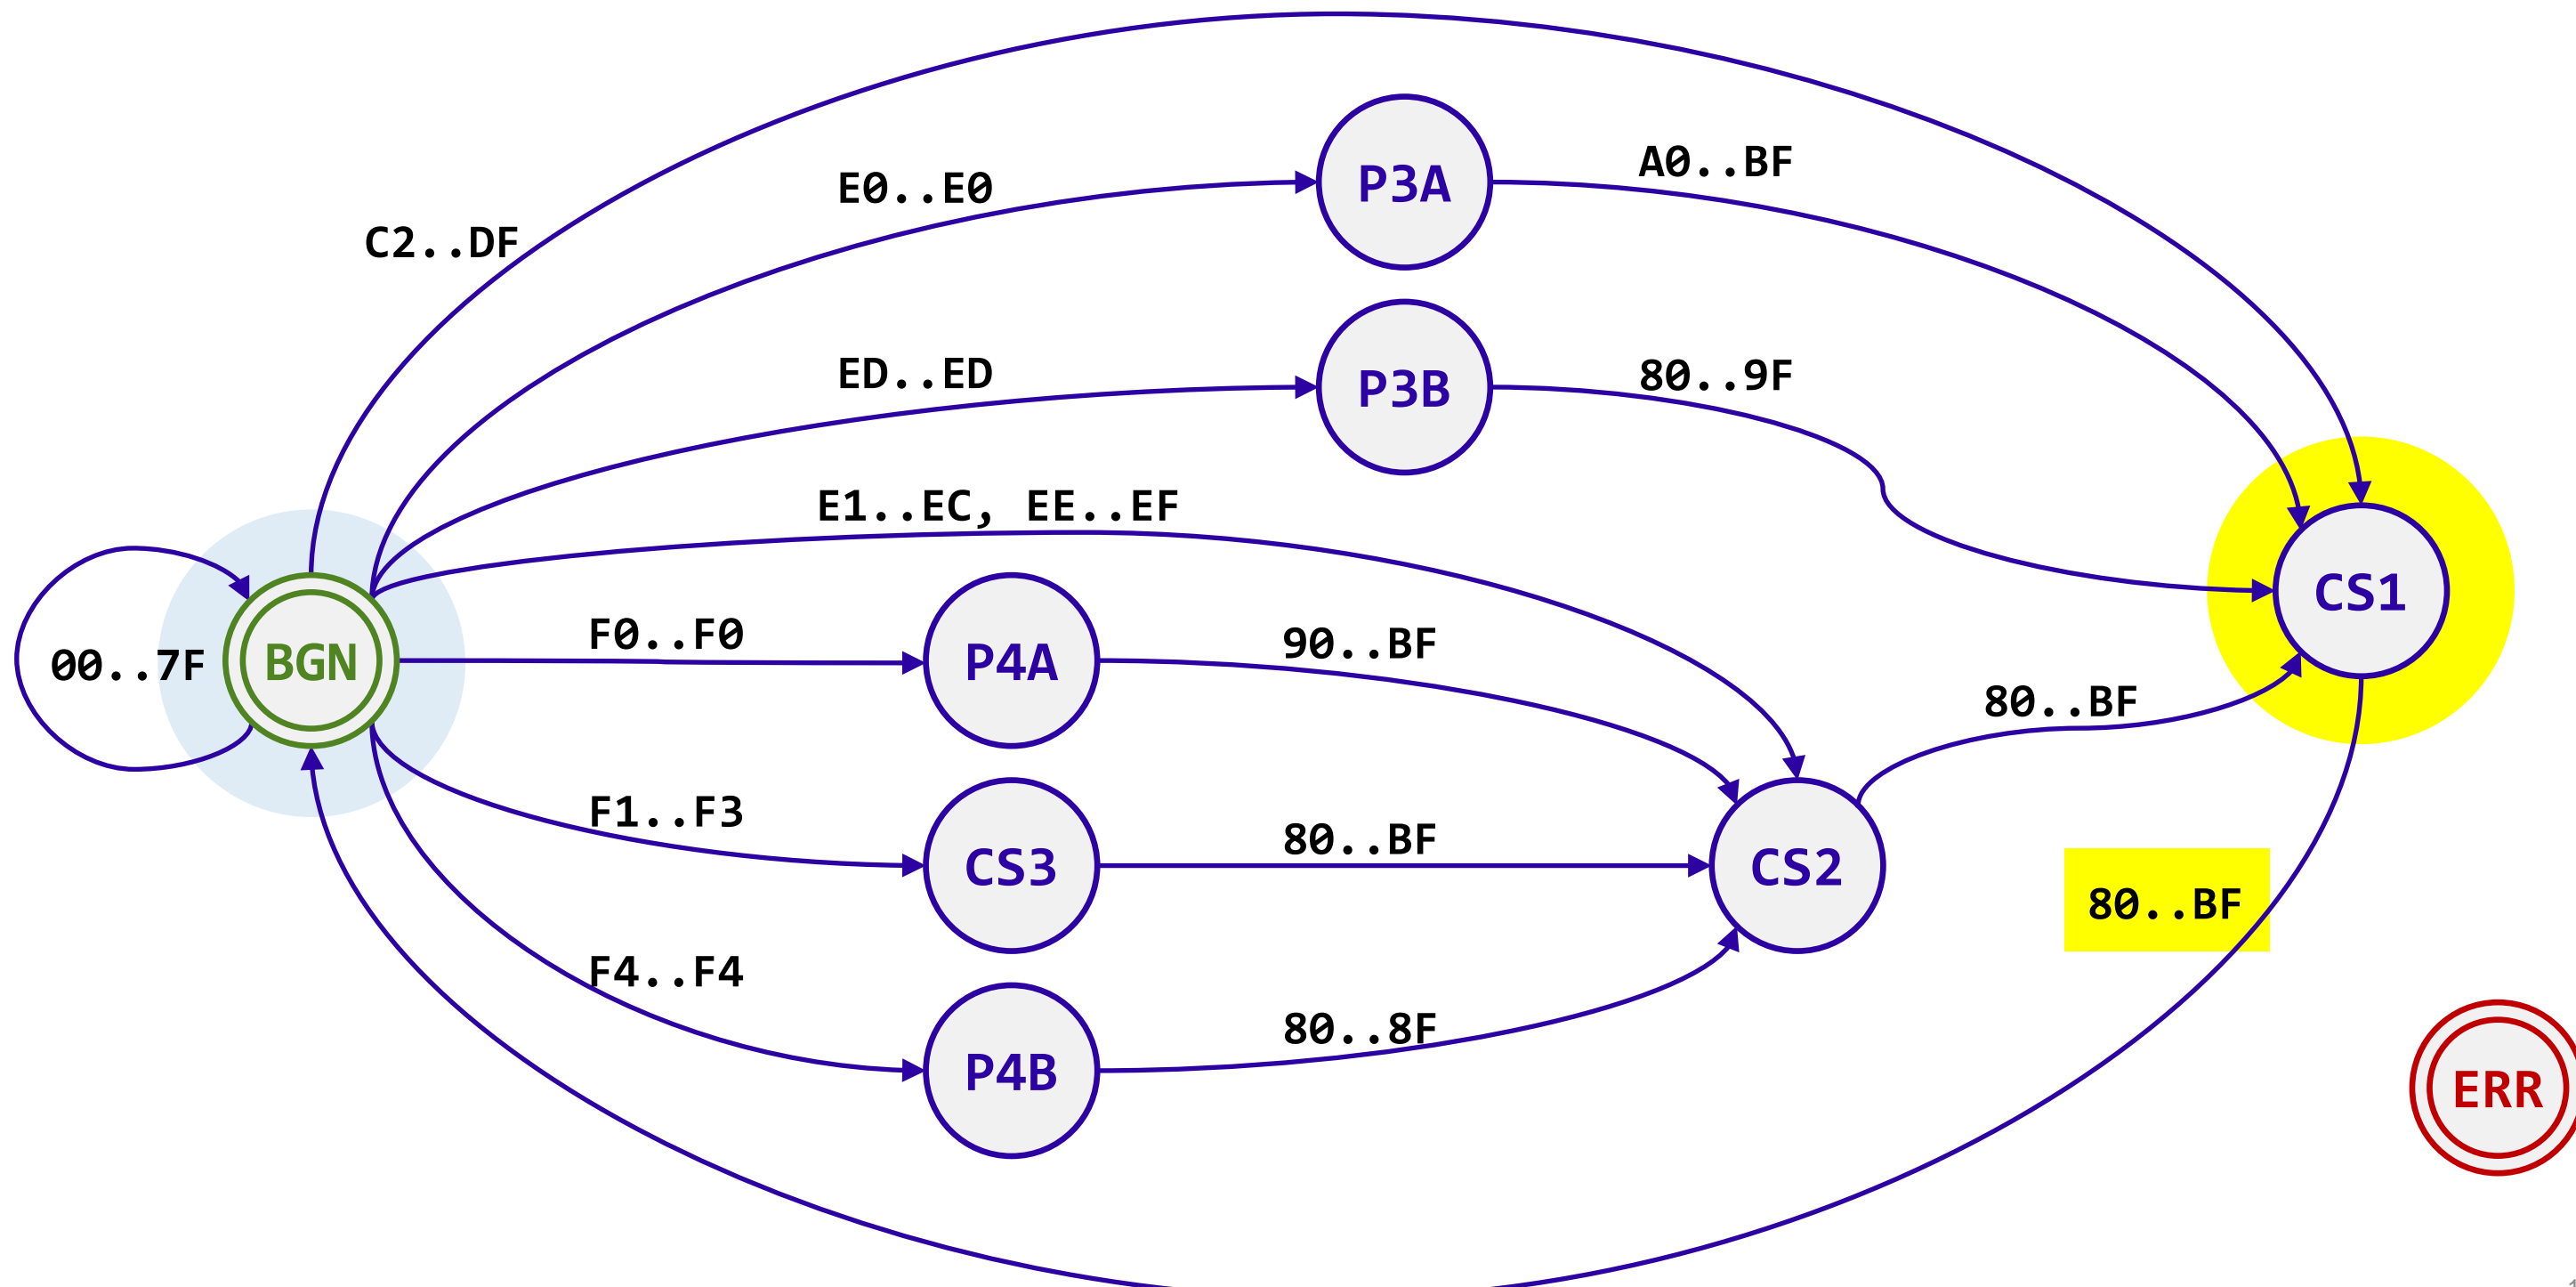 C2..DF
E0..E0
P3A
A0..BF
ED..ED
P3B
80..9F
E1..EC, EE..EF
00..7F
BGN
F0..F0
P4A
90..BF
CS1
80..BF
F1..F3
CS3
80..BF
CS2
80..BF
F4..F4
P4B
80..8F
ERR